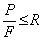 P/F ≤ R